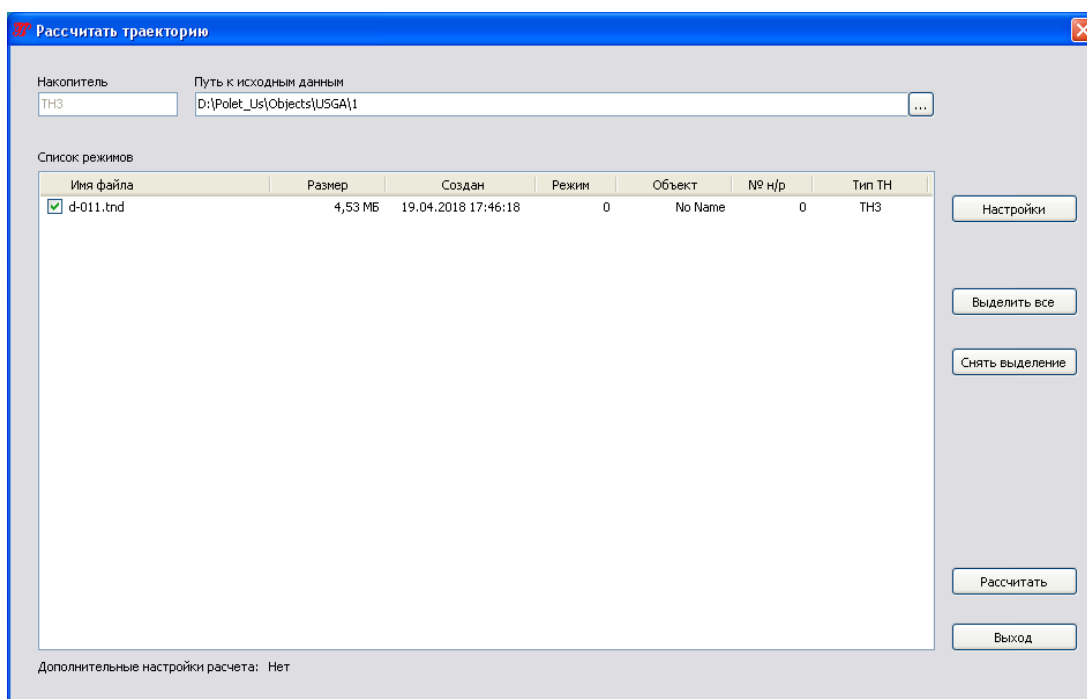 Рассчитать траекторию
Накопитель Путь к исходным данным
ТН3 D:\Polet_Us\Objects\USGA\1 ...
Список режимов
Имя файла Размер Создан Режим Объект № н/р Тип ТН
d-011.tnd 4,53 МБ 19.04.2018 17:46:18 0 No Name 0 ТН3
Настройки
Выделить все
Снять выделение
Рассчитать
Выход
Дополнительные настройки расчета: Нет